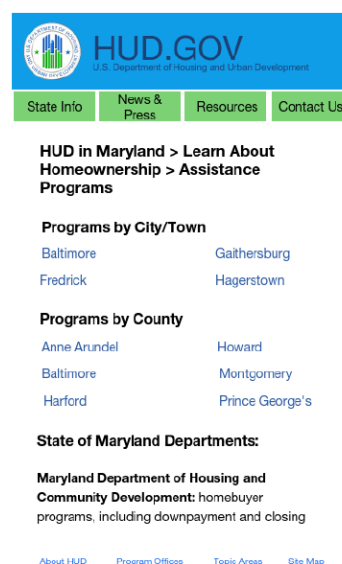 HUD.GOV
U.S. Department of Housing and Urban Development
State Info News & Press Resources Contact Us
HUD in Maryland > Learn About
Homeownership > Assistance
Programs
Programs by City/Town
Baltimore Gaithersburg
Fredrick Hagerstown
Programs by County
Anne Arundel Howard
Baltimore Montgomery
Harford Prince George's
State of Maryland Departments:
Maryland Department of Housing and
Community Development: homebuyer
programs, including downpayment and closing
About HUD Program Offices Topic Areas Site Map